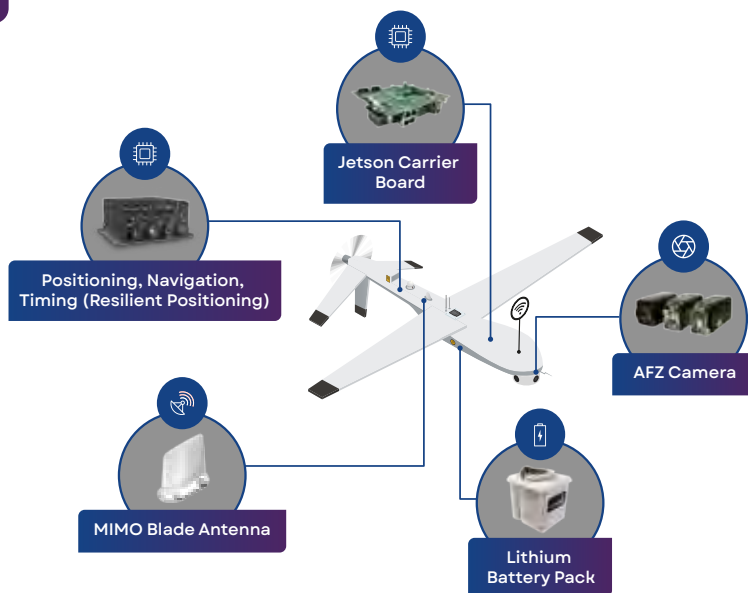 Jetson Carrier
Board
Positioning, Navigation,
Timing (Resilient Positioning)
AFZ Camera
MIMO Blade Antenna
Lithium
Battery Pack